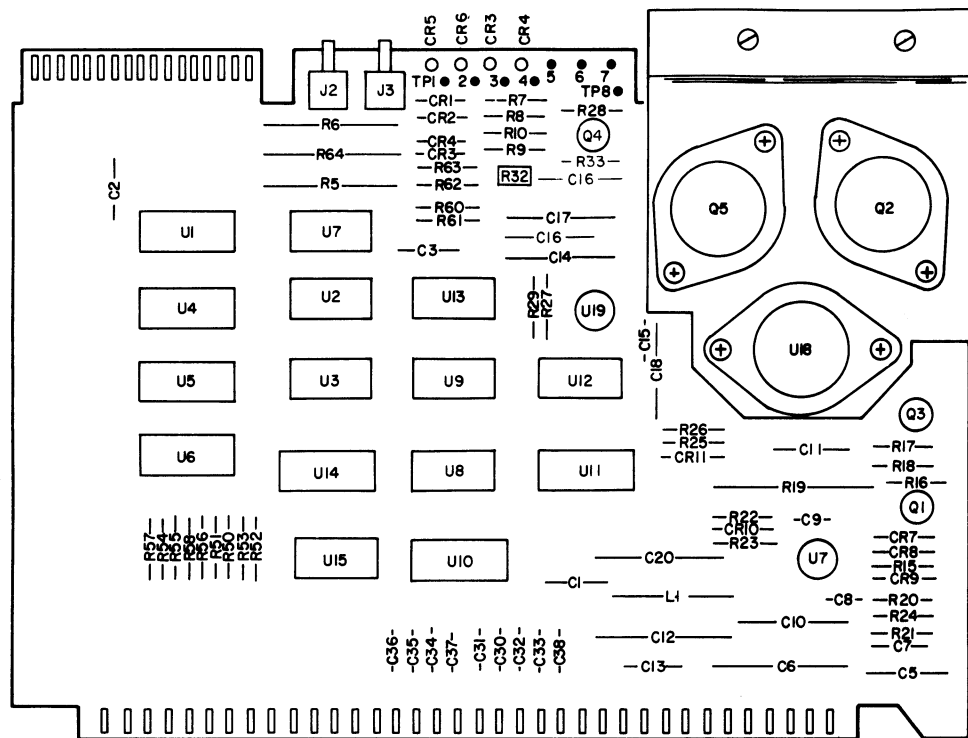 CR5 CR6 CR3 CR4
TP1 2 3 4 5 6 7
TP8
J2 J3
CR1 R7
R28
CR2 R8
R6
R10 Q4
CR4
R9
R64 CR3
R33
R63
R32 C16
R5 R62
C2
R60
R61
C17
U1 U7
C16
C3
C14
Q5 Q2
U2 U13
R29 R27
U4
U19
C15
C18
U18
U5 U3 U9 U12
Q3
R26
R25
CR11
C11
R17
R18
R16
U6 U14 U8 U11
R19
Q1
R57 R54 R55 R58 R56 R51 R50 R53 R52
R22
CR10
R23
C9
U7
CR7
CR8
R15
CR9
U15 U10
C20
C1
L1
C8
R20
R24
C10
R21
C7
C36 C35 C34 C37 C31 C30 C32 C33 C38
C12
C13
C6
C5